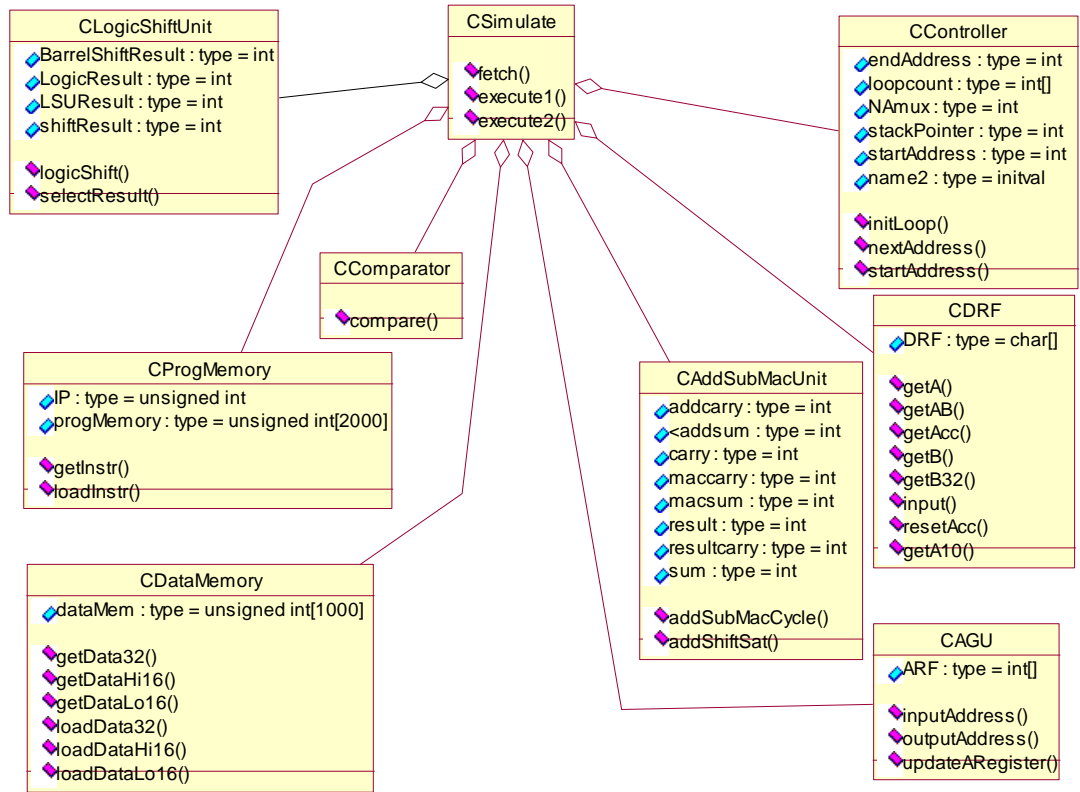 CLogicShiftUnit
BarrelShiftResult : type = int
LogicResult : type = int
LSUResult : type = int
shiftResult : type = int
logicShift()
selectResult()
CSimulate
fetch()
execute1()
execute2()
CController
endAddress : type = int
loopcount : type = int[]
NAmux : type = int
stackPointer : type = int
startAddress : type = int
name2 : type = initval
initLoop()
nextAddress()
startAddress()
CComparator
compare()
CDRF
DRF : type = char[]
getA()
getAB()
getAcc()
getB()
getB32()
input()
resetAcc()
getA10()
CProgMemory
IP : type = unsigned int
progMemory : type = unsigned int[2000]
getInstr()
loadInstr()
CAddSubMacUnit
addcarry : type = int
<addsum : type = int
carry : type = int
maccarry : type = int
macsum : type = int
result : type = int
resultcarry : type = int
sum : type = int
addSubMacCycle()
addShiftSat()
CDataMemory
dataMem : type = unsigned int[1000]
getData32()
getDataHi16()
getDataLo16()
loadData32()
loadDataHi16()
loadDataLo16()
CAGU
ARF : type = int[]
inputAddress()
outputAddress()
updateARegister()